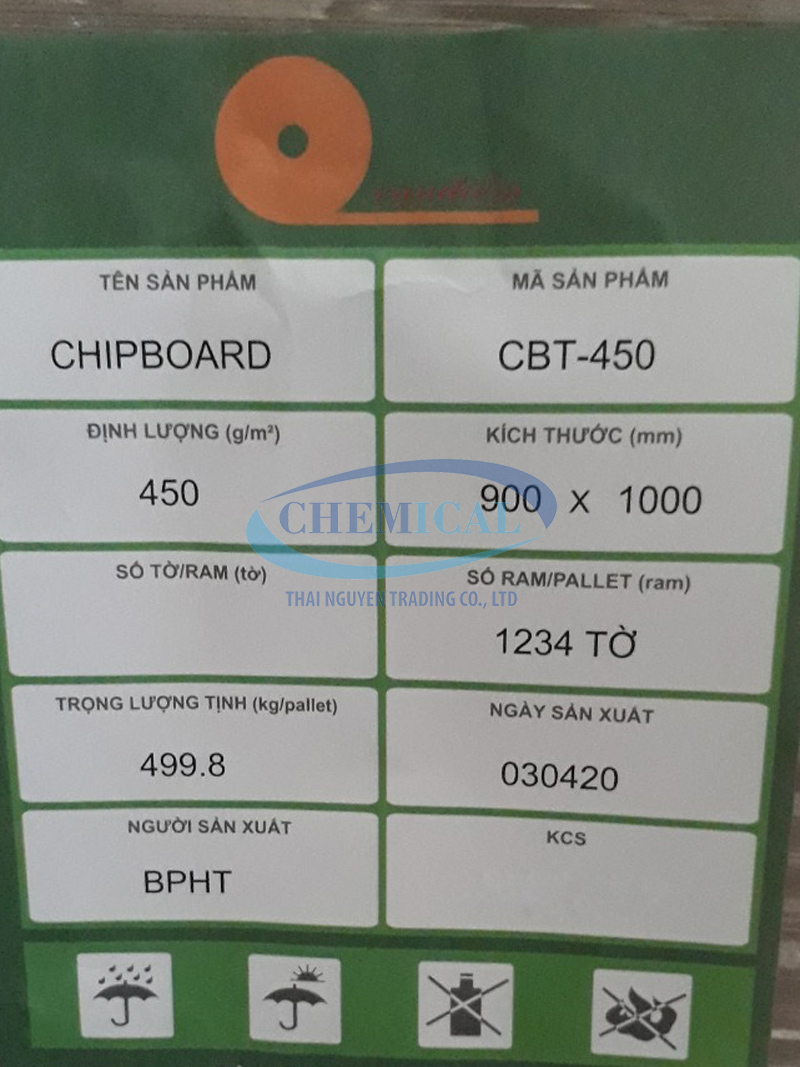 TÊN SẢN PHẨM
CHIPBOARD
MÃ SẢN PHẨM
CBT-450
ĐỊNH LƯỢNG (g/m²)
450
KÍCH THƯỚC (mm)
900 x 1000
CHEMICAL
THAI NGUYEN TRADING CO., LTD
SỐ TỜ/RAM (tờ)
SỐ RAM/PALLET (ram)
1234 TỜ
TRỌNG LƯỢNG TỊNH (kg/pallet)
499.8
NGÀY SẢN XUẤT
030420
NGƯỜI SẢN XUẤT
BPHT
KCS